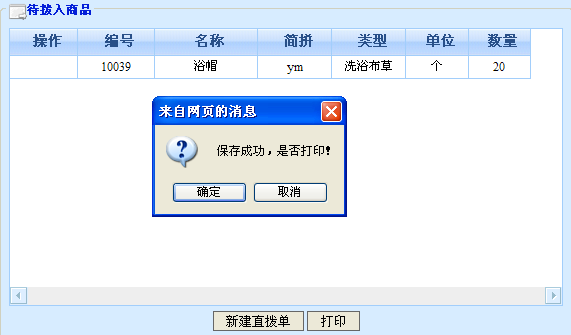 待拨入商品
操作 编号 名称 简拼 类型 单位 数量
10039 浴帽 ym 洗浴布草 个 20
来自网页的消息
保存成功，是否打印!
确定 取消
新建直拨单 打印